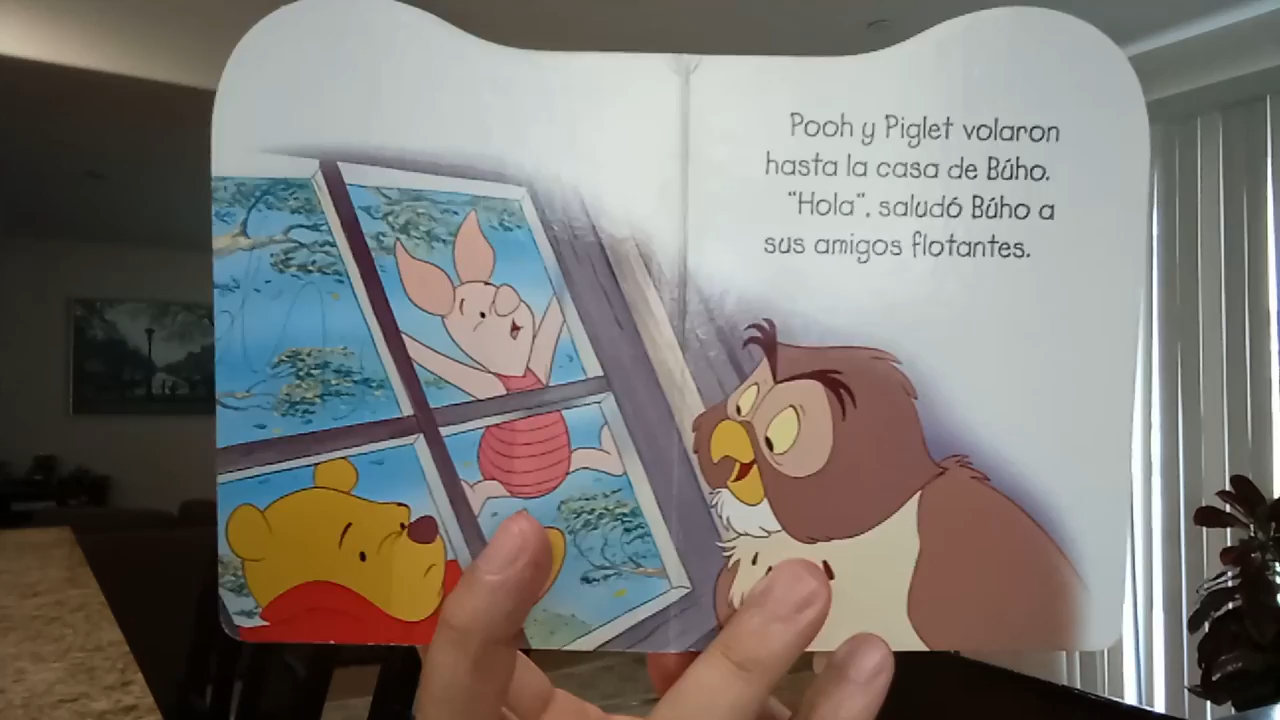 Pooh y Piglet volaron
hasta la casa de Búho.
“Hola”, saludó Búho a
sus amigos flotantes.